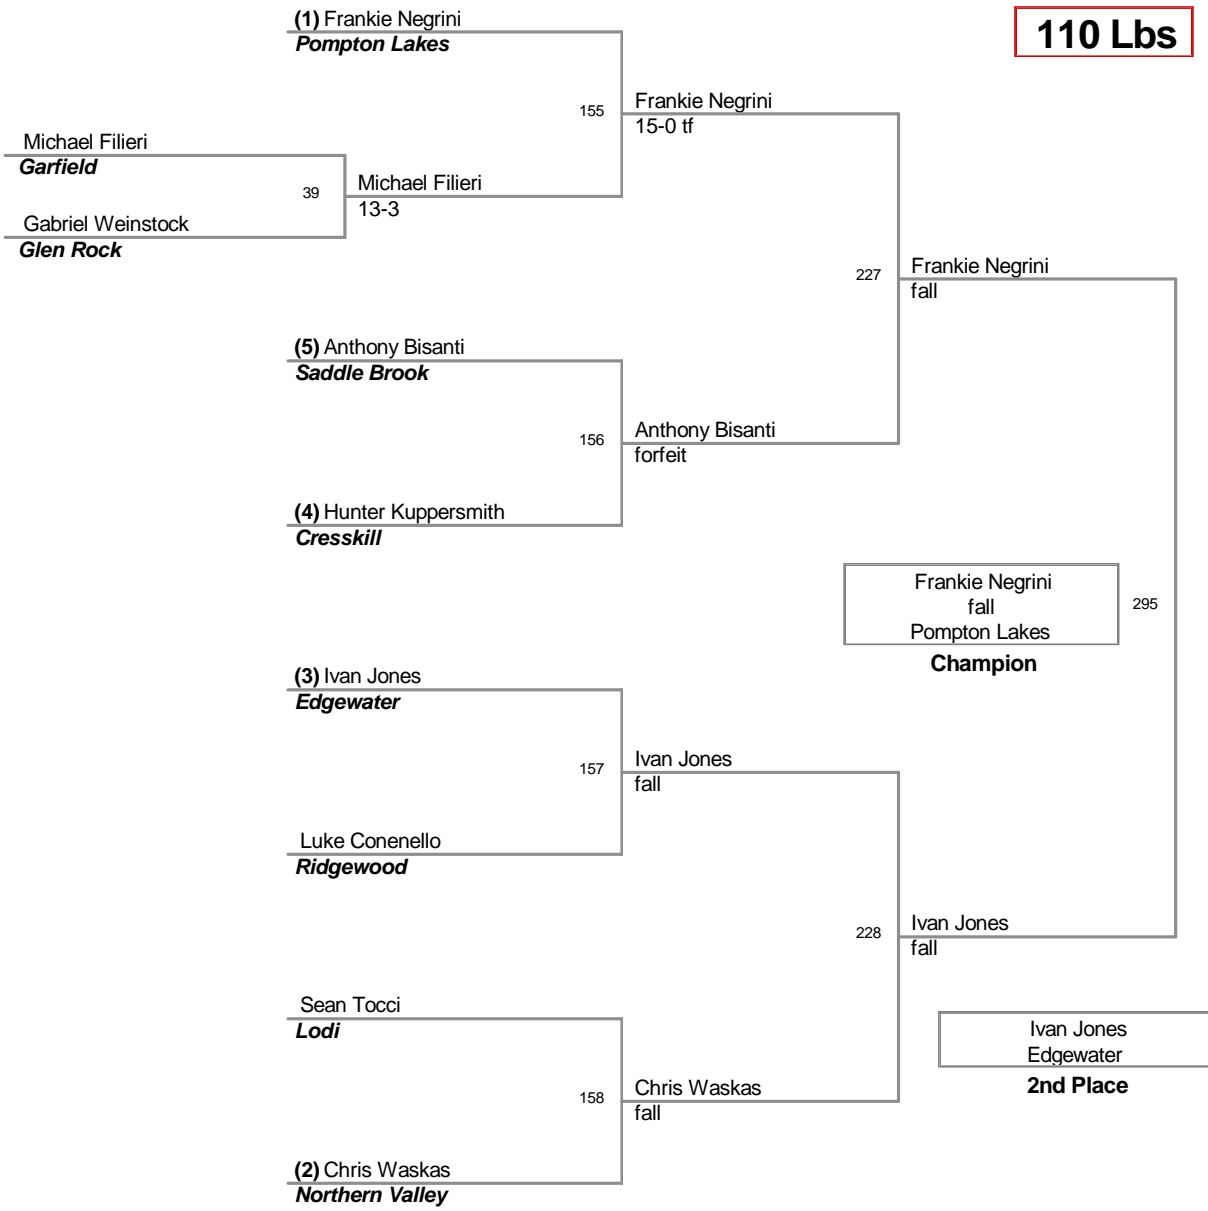 (1) Frankie Negrini
Pompton Lakes
110 Lbs
155
Frankie Negrini
15-0 tf
Michael Filieri
Garfield
39
Michael Filieri
13-3
Gabriel Weinstock
Glen Rock
227
Frankie Negrini
fall
(5) Anthony Bisanti
Saddle Brook
156
Anthony Bisanti
forfeit
(4) Hunter Kuppersmith
Cresskill
Frankie Negrini
fall
Pompton Lakes
295
Champion
(3) Ivan Jones
Edgewater
157
Ivan Jones
fall
Luke Conenello
Ridgewood
228
Ivan Jones
fall
Sean Tocci
Lodi
Ivan Jones
Edgewater
2nd Place
158
Chris Waskas
fall
(2) Chris Waskas
Northern Valley